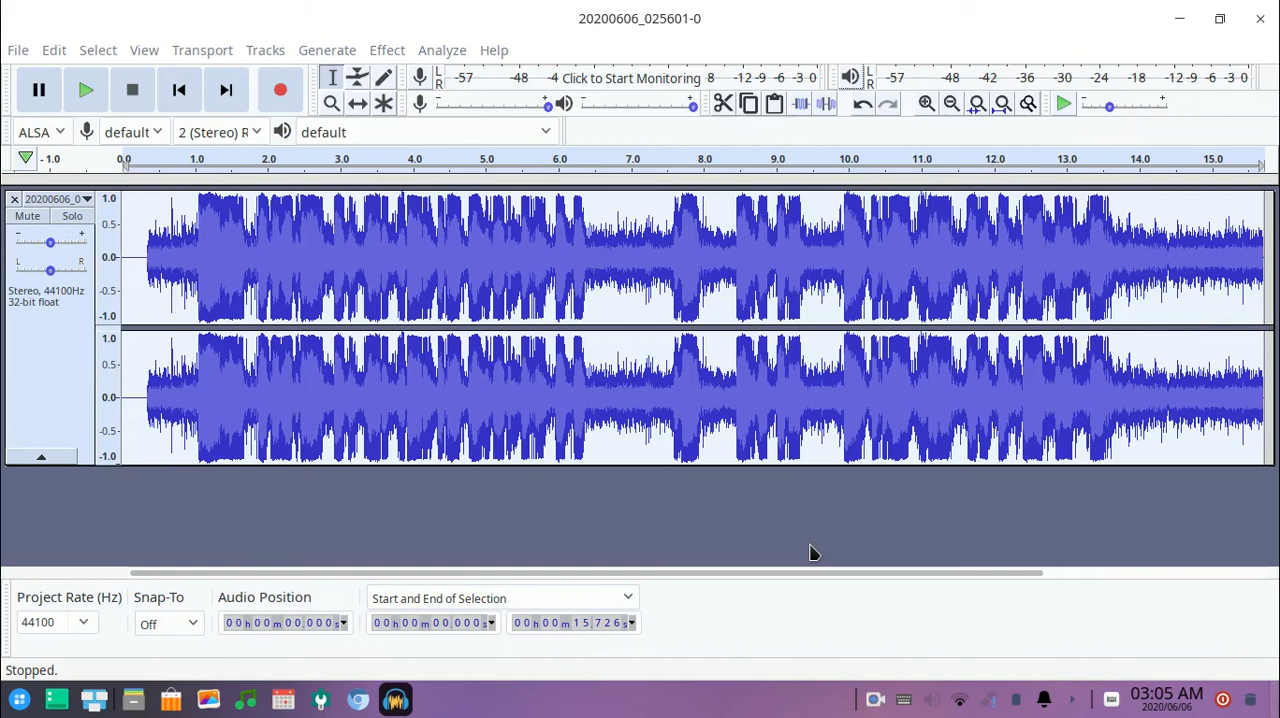 20200606_025601-0
File Edit Select View Transport Tracks Generate Effect Analyze Help
L R -57 -48 -4 Click to Start Monitoring 8 -12 -9 -6 -3 0
L R -57 -48 -42 -36 -30 -24 -18 -12 -9 -6 -3 0
ALSA default 2 (Stereo) R default
-1.0 0.0 1.0 2.0 3.0 4.0 5.0 6.0 7.0 8.0 9.0 10.0 11.0 12.0 13.0 14.0 15.0
20200606_0
Mute Solo
- +
L R
Stereo, 44100Hz
32-bit float
1.0
0.5
0.0
-0.5
-1.0
1.0
0.5
0.0
-0.5
-1.0
Project Rate (Hz) Snap-To Audio Position Start and End of Selection
44100 Off 00h00m00.000s 00h00m00.000s 00h00m15.726s
Stopped.
03:05 AM
2020/06/06